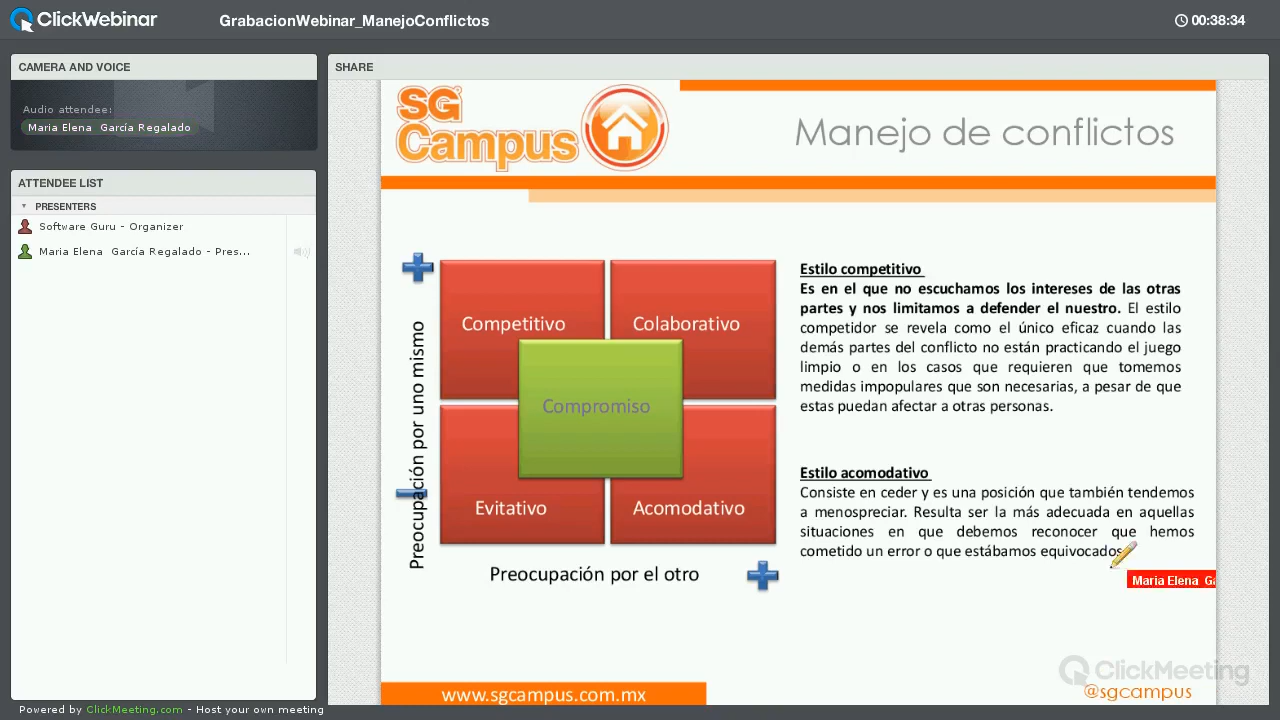 ClickWebinar
GrabacionWebinar_ManejoConflictos
00:38:34
CAMERA AND VOICE
Audio attendee:
Maria Elena García Regalado
ATTENDEE LIST
PRESENTERS
Software Guru - Organizer
Maria Elena García Regalado - Pres...
SHARE
SG
Campus
Manejo de conflictos
Preocupación por uno mismo
Competitivo
Colaborativo
Compromiso
Evitativo
Acomodativo
Preocupación por el otro
Estilo competitivo
Es en el que no escuchamos los intereses de las otras
partes y nos limitamos a defender el nuestro. El estilo
competidor se revela como el único eficaz cuando las
demás partes del conflicto no están practicando el juego
limpio o en los casos que requieren que tomemos
medidas impopulares que son necesarias, a pesar de que
estas puedan afectar a otras personas.
Estilo acomodativo
Consiste en ceder y es una posición que también tendemos
a menospreciar. Resulta ser la más adecuada en aquellas
situaciones en que debemos reconocer que hemos
cometido un error o que estábamos equivocados
Maria Elena
ClickMeeting
www.sgcampus.com.mx
@sgcampus
Powered by ClickMeeting.com - Host your own meeting